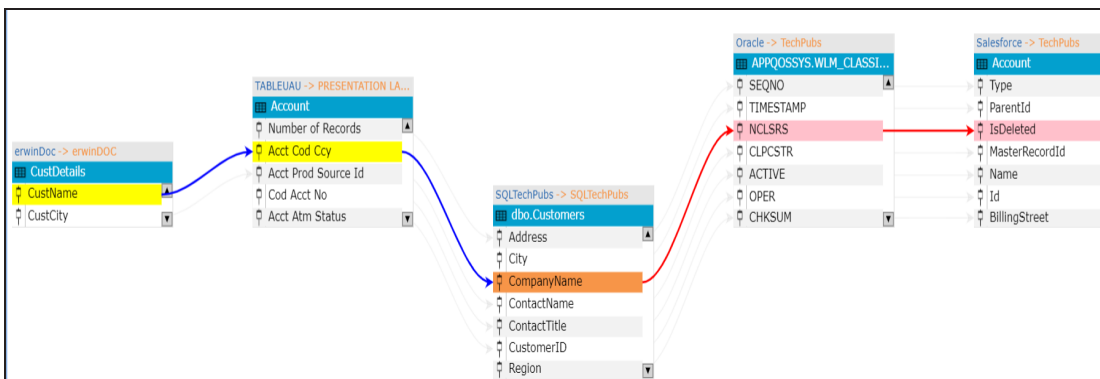 erwinDoc -> erwinDOC
CustDetails
CustName
CustCity
TABLEUAU -> PRESENTATION LA...
Account
Number of Records
Acct Cod Ccy
Acct Prod Source Id
Cod Acct No
Acct Atm Status
SQLTechPubs -> SQLTechPubs
dbo.Customers
Address
City
CompanyName
ContactName
ContactTitle
CustomerID
Region
Oracle -> TechPubs
APPQOSSYS.WLM_CLASSI...
SEQNO
TIMESTAMP
NCLSRS
CLPCSTR
ACTIVE
OPER
CHKSUM
Salesforce -> TechPubs
Account
Type
ParentId
IsDeleted
MasterRecordId
Name
Id
BillingStreet